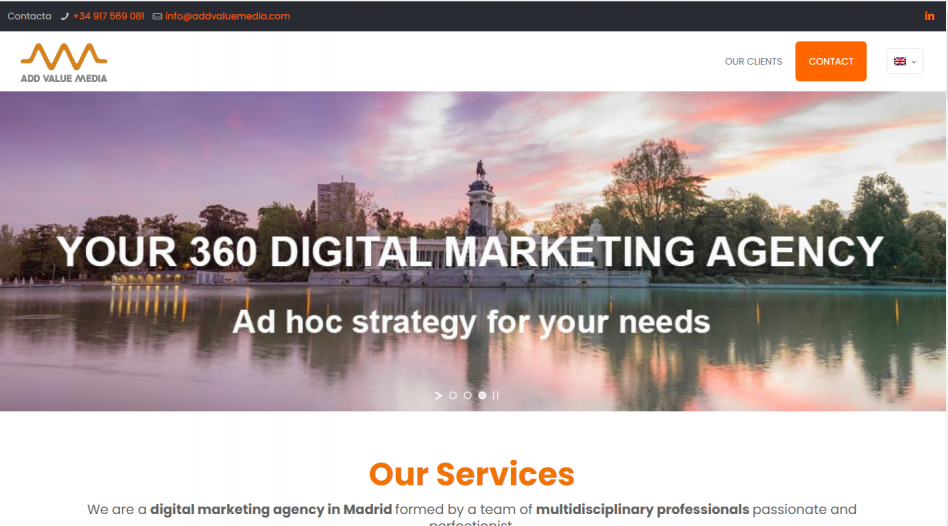 Contacta +34 917 569 081 info@addvaluemedia.com in
ADD VALUE MEDIA
OUR CLIENTS CONTACT
YOUR 360 DIGITAL MARKETING AGENCY
Ad hoc strategy for your needs
Our Services
We are a digital marketing agency in Madrid formed by a team of multidisciplinary professionals passionate and
perfectionist